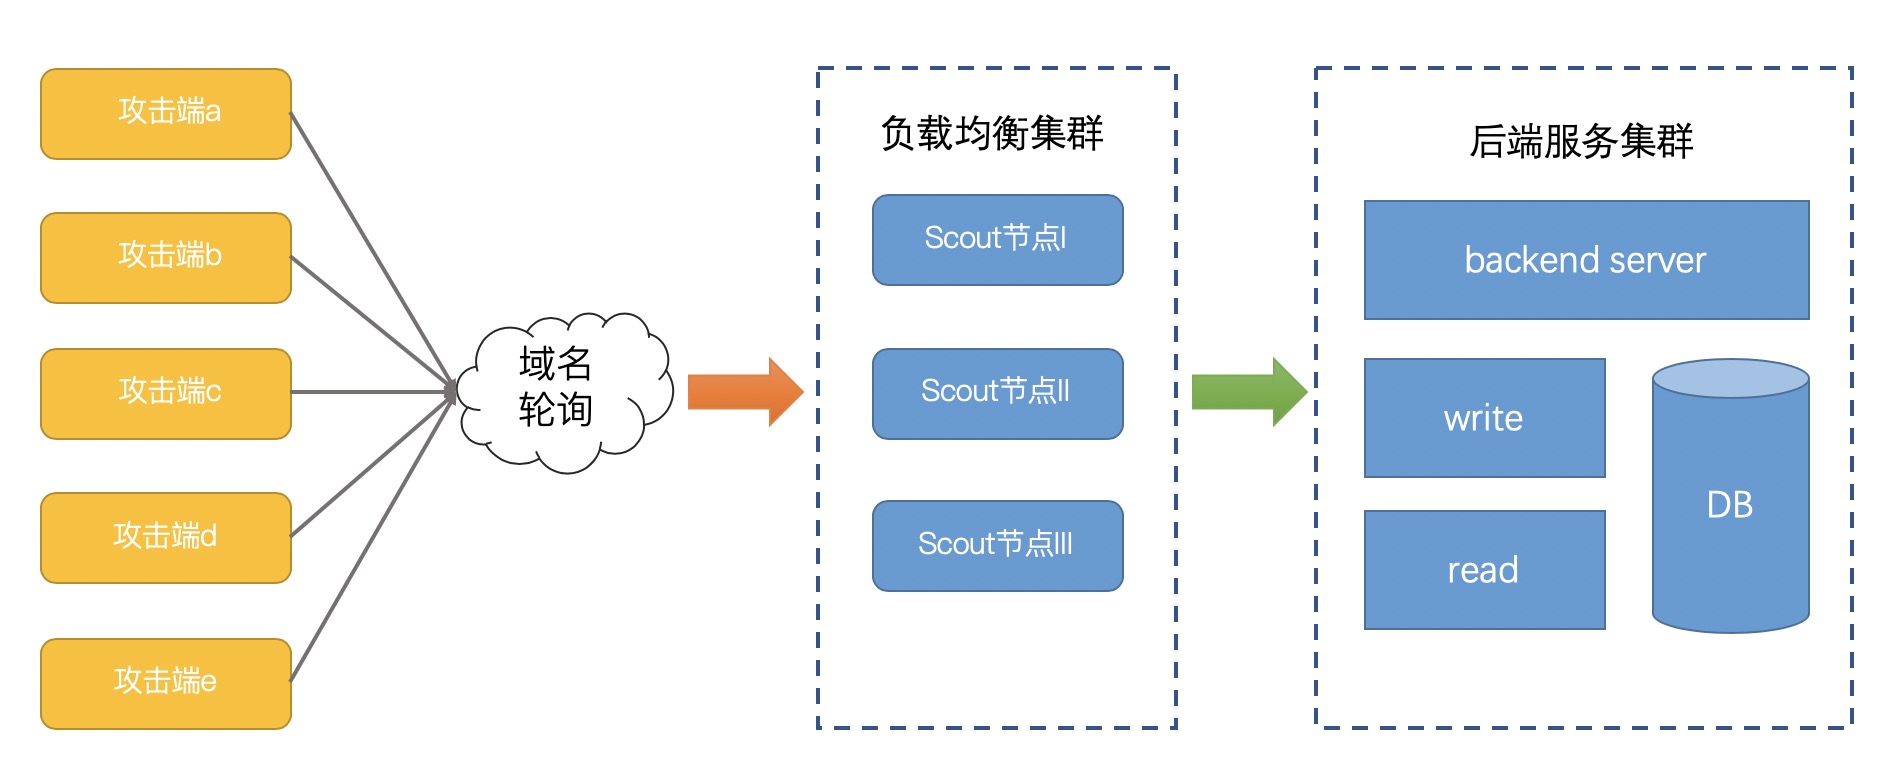 攻击端a
攻击端b
攻击端c
攻击端d
攻击端e
域名
轮询
负载均衡集群
Scout节点I
Scout节点II
Scout节点III
后端服务集群
backend server
write
read
DB